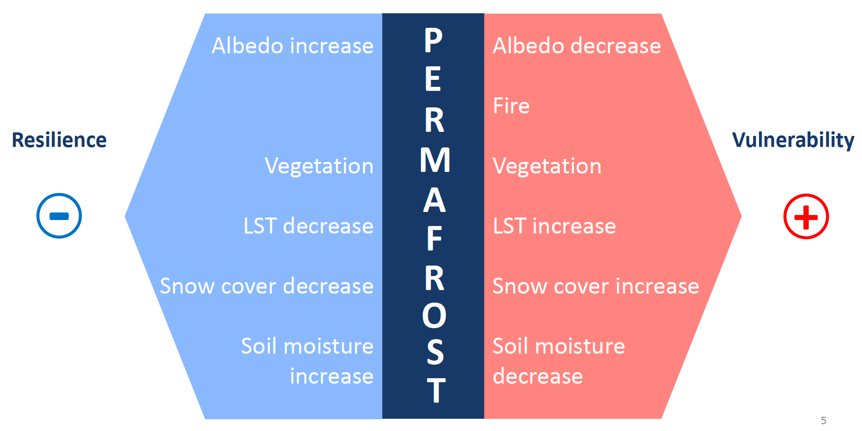 Resilience
−
Albedo increase
Vegetation
LST decrease
Snow cover decrease
Soil moisture
increase
P
E
R
M
A
F
R
O
S
T
Albedo decrease
Fire
Vegetation
LST increase
Snow cover increase
Soil moisture
decrease
Vulnerability
+
5